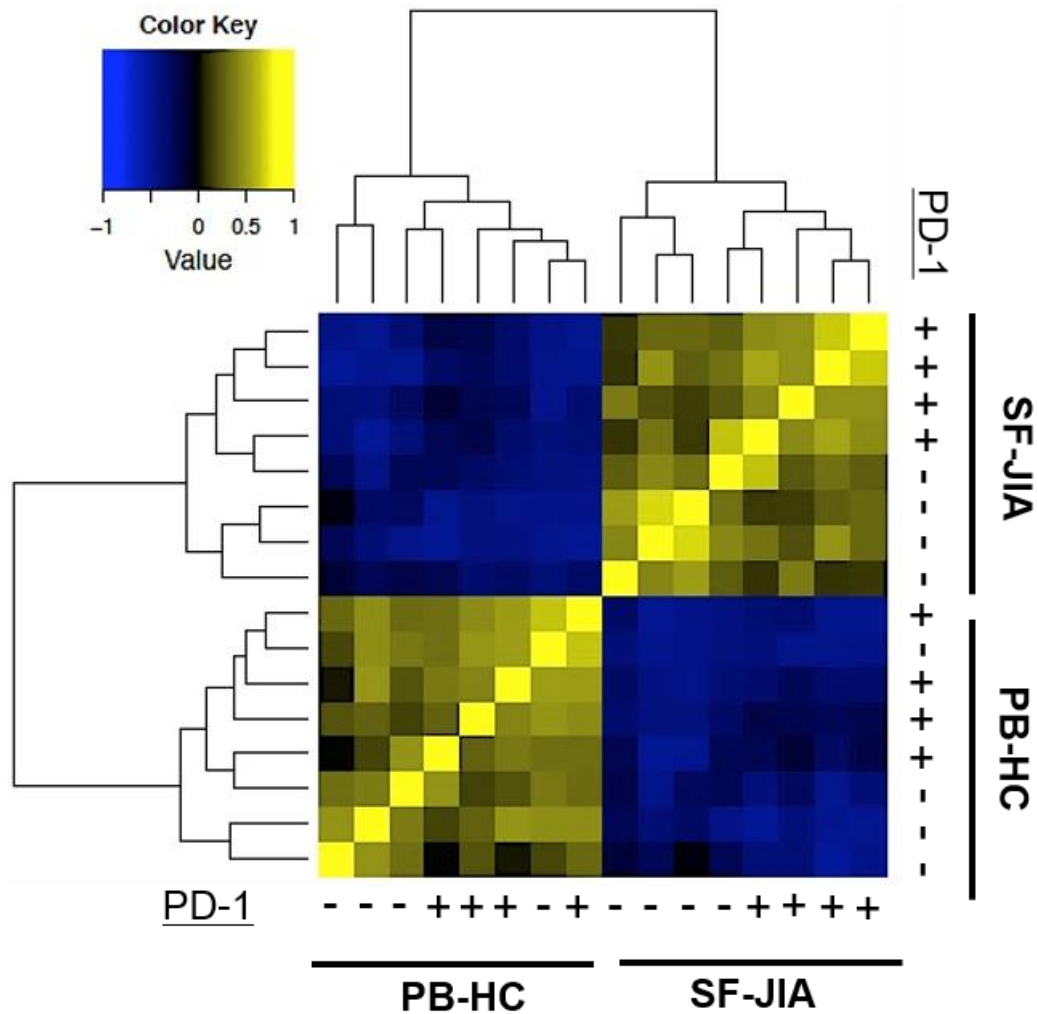 Color Key
−1 0 0.5 1
Value
PD-1
+
+
+
+
-
-
-
-
SF-JIA
+
-
+
+
+
-
-
-
PB-HC
PD-1 - - - + + + - + - - - - + + + +
PB-HC SF-JIA